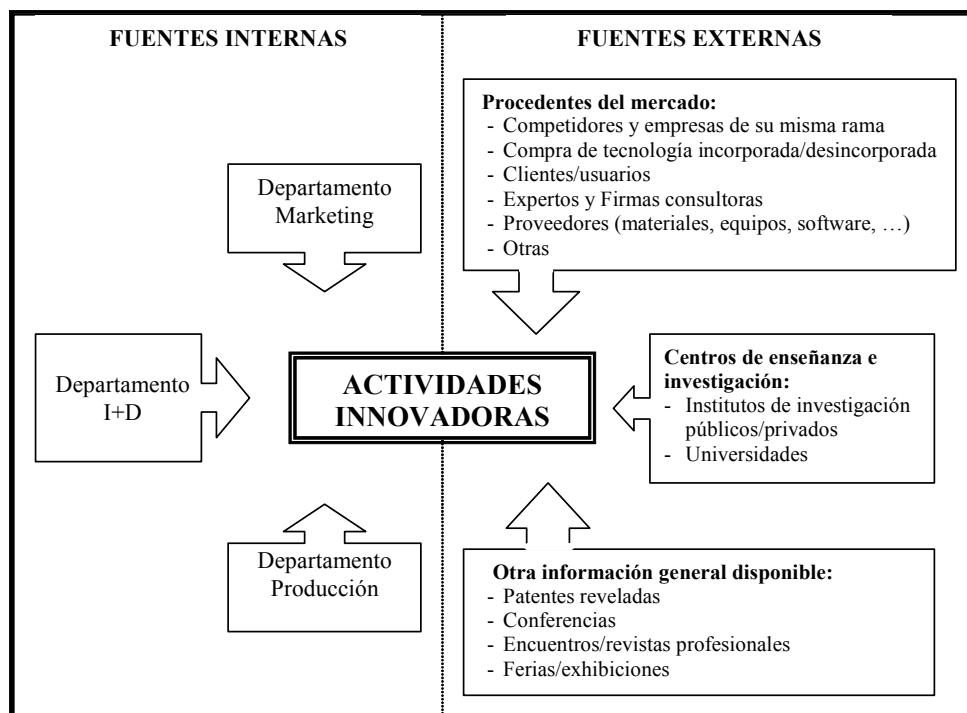 FUENTES INTERNAS
FUENTES EXTERNAS
Departamento
Marketing
Departamento
I+D
Departamento
Producción
ACTIVIDADES
INNOVADORAS
Procedentes del mercado:
- Competidores y empresas de su misma rama
- Compra de tecnología incorporada/desincorporada
- Clientes/usuarios
- Expertos y Firmas consultoras
- Proveedores (materiales, equipos, software, …)
- Otras
Centros de enseñanza e
investigación:
- Institutos de investigación
públicos/privados
- Universidades
Otra información general disponible:
- Patentes reveladas
- Conferencias
- Encuentros/revistas profesionales
- Ferias/exhibiciones